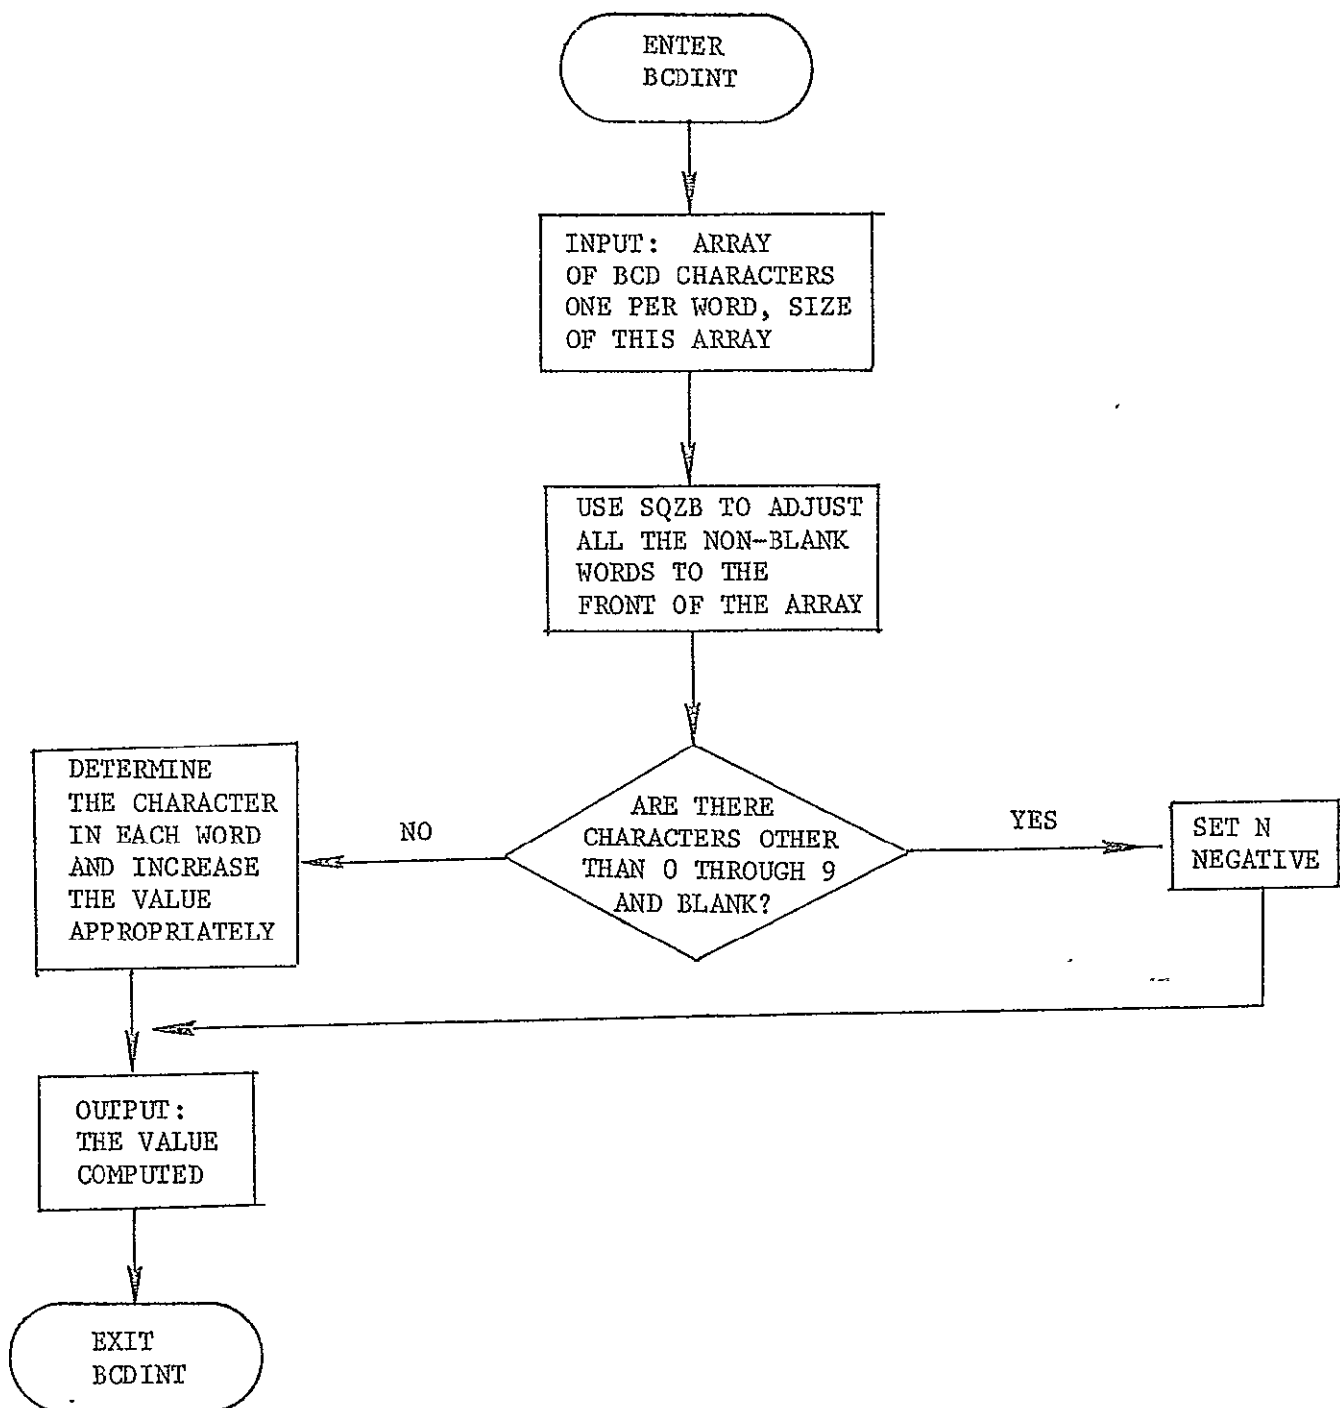 ENTER
BCDINT
INPUT: ARRAY
OF BCD CHARACTERS
ONE PER WORD, SIZE
OF THIS ARRAY
USE SQZB TO ADJUST
ALL THE NON-BLANK
WORDS TO THE
FRONT OF THE ARRAY
ARE THERE
CHARACTERS OTHER
THAN 0 THROUGH 9
AND BLANK?
NO
YES
DETERMINE
THE CHARACTER
IN EACH WORD
AND INCREASE
THE VALUE
APPROPRIATELY
SET N
NEGATIVE
OUTPUT:
THE VALUE
COMPUTED
EXIT
BCDINT